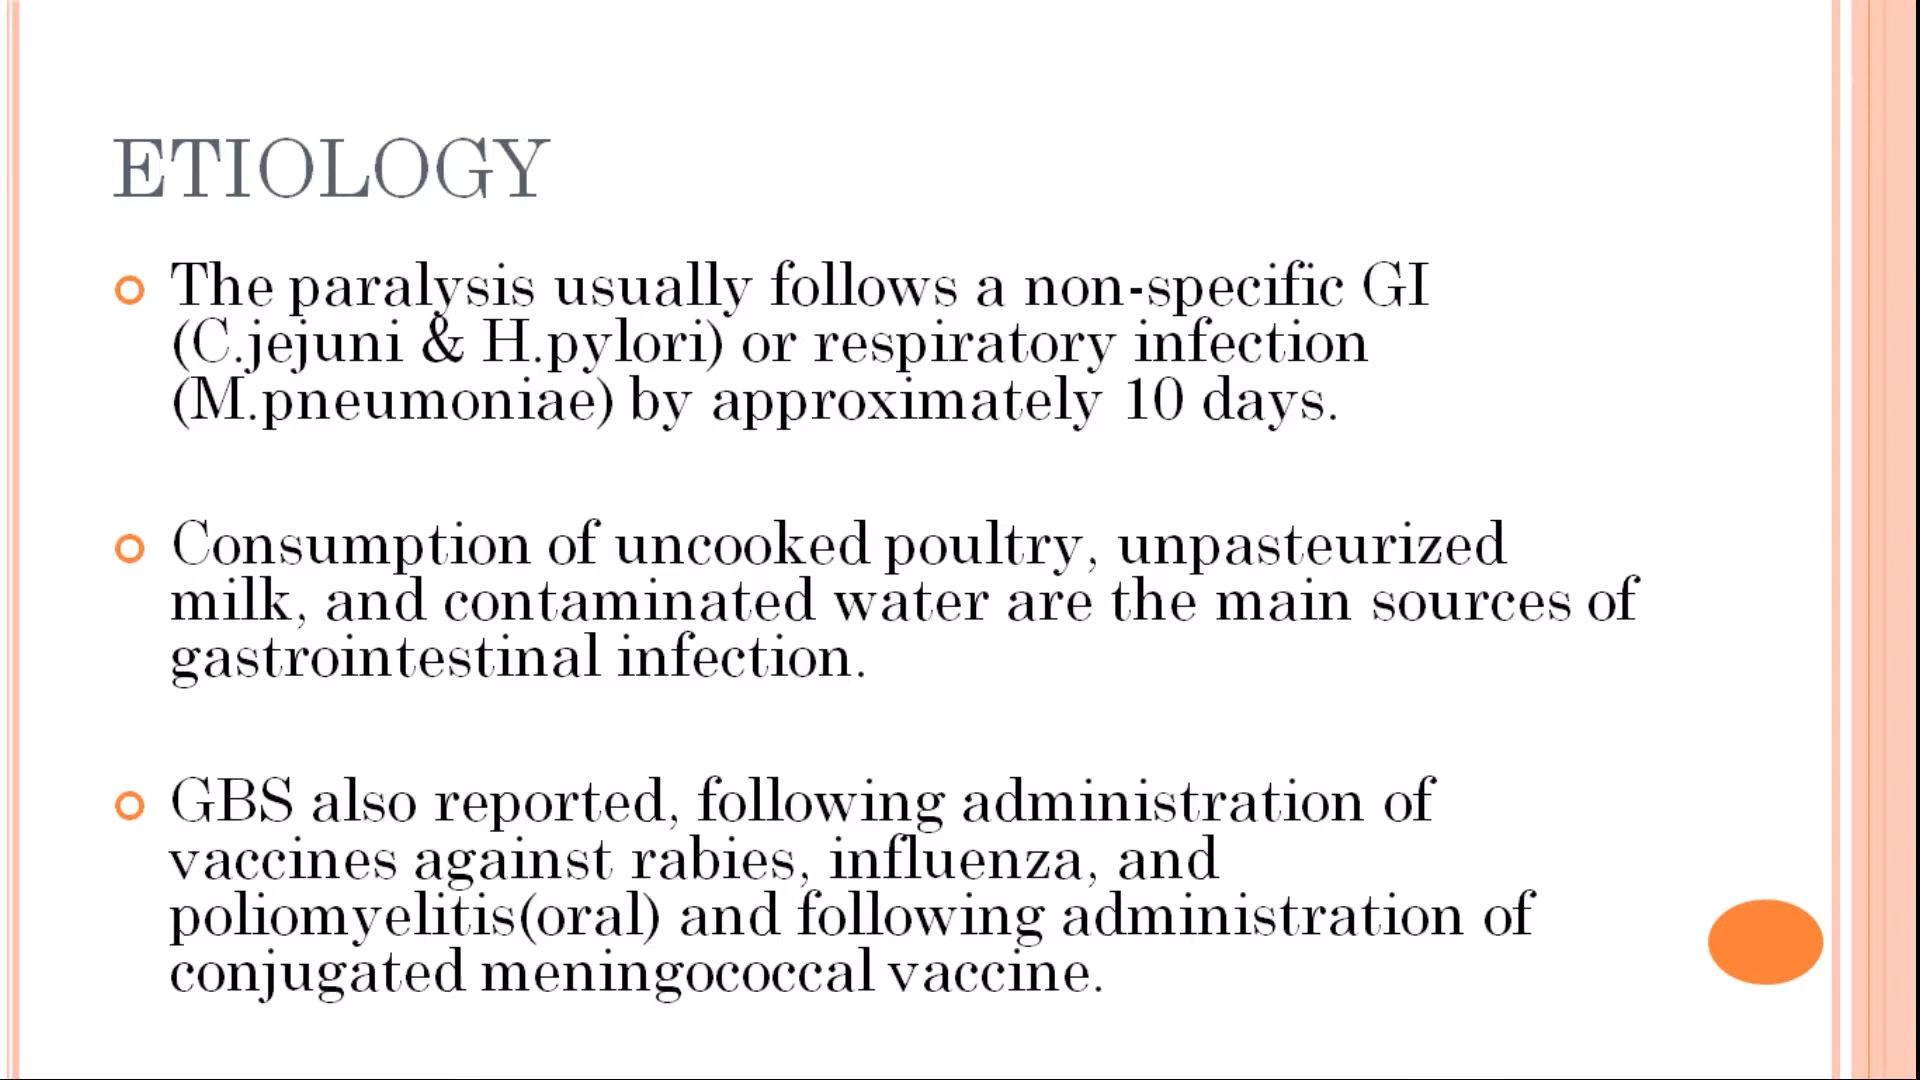 ETIOLOGY
The paralysis usually follows a non-specific GI
(C.jejuni & H.pylori) or respiratory infection
(M.pneumoniae) by approximately 10 days.
Consumption of uncooked poultry, unpasteurized
milk, and contaminated water are the main sources of
gastrointestinal infection.
GBS also reported, following administration of
vaccines against rabies, influenza, and
poliomyelitis(oral) and following administration of
conjugated meningococcal vaccine.